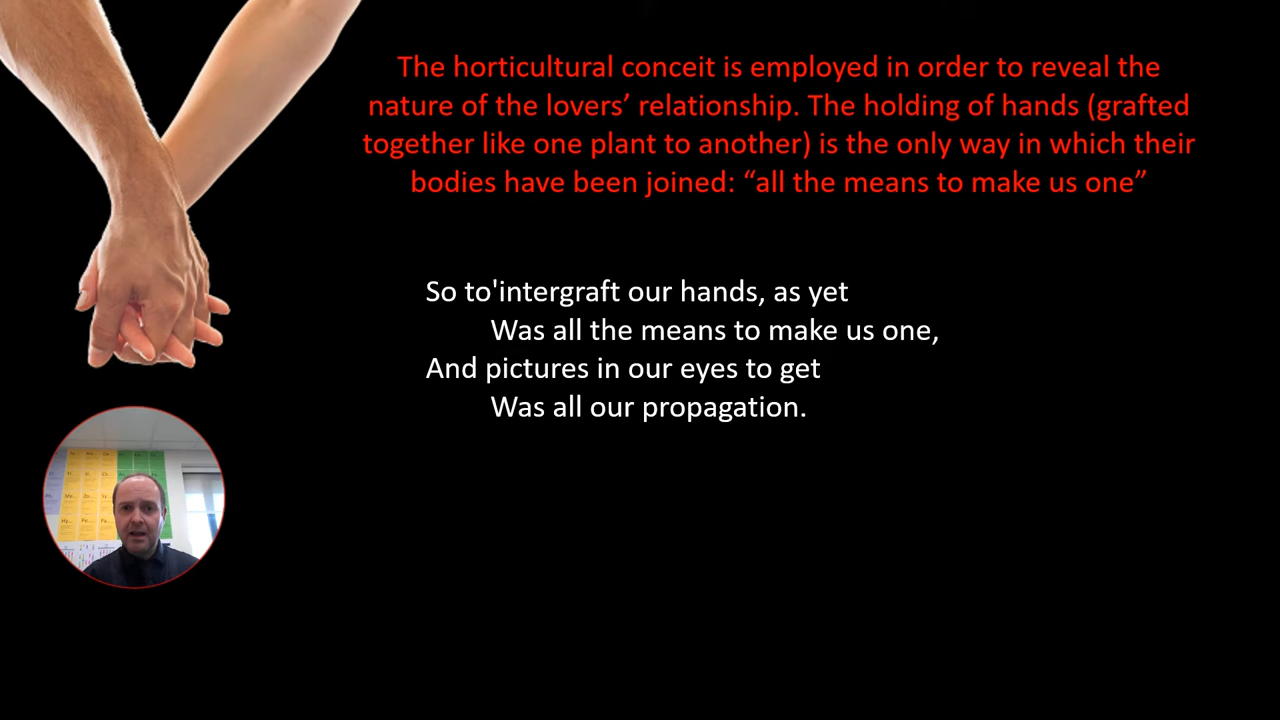 The horticultural conceit is employed in order to reveal the
nature of the lovers’ relationship. The holding of hands (grafted
together like one plant to another) is the only way in which their
bodies have been joined: “all the means to make us one”
So to'intergraft our hands, as yet
Was all the means to make us one,
And pictures in our eyes to get
Was all our propagation.